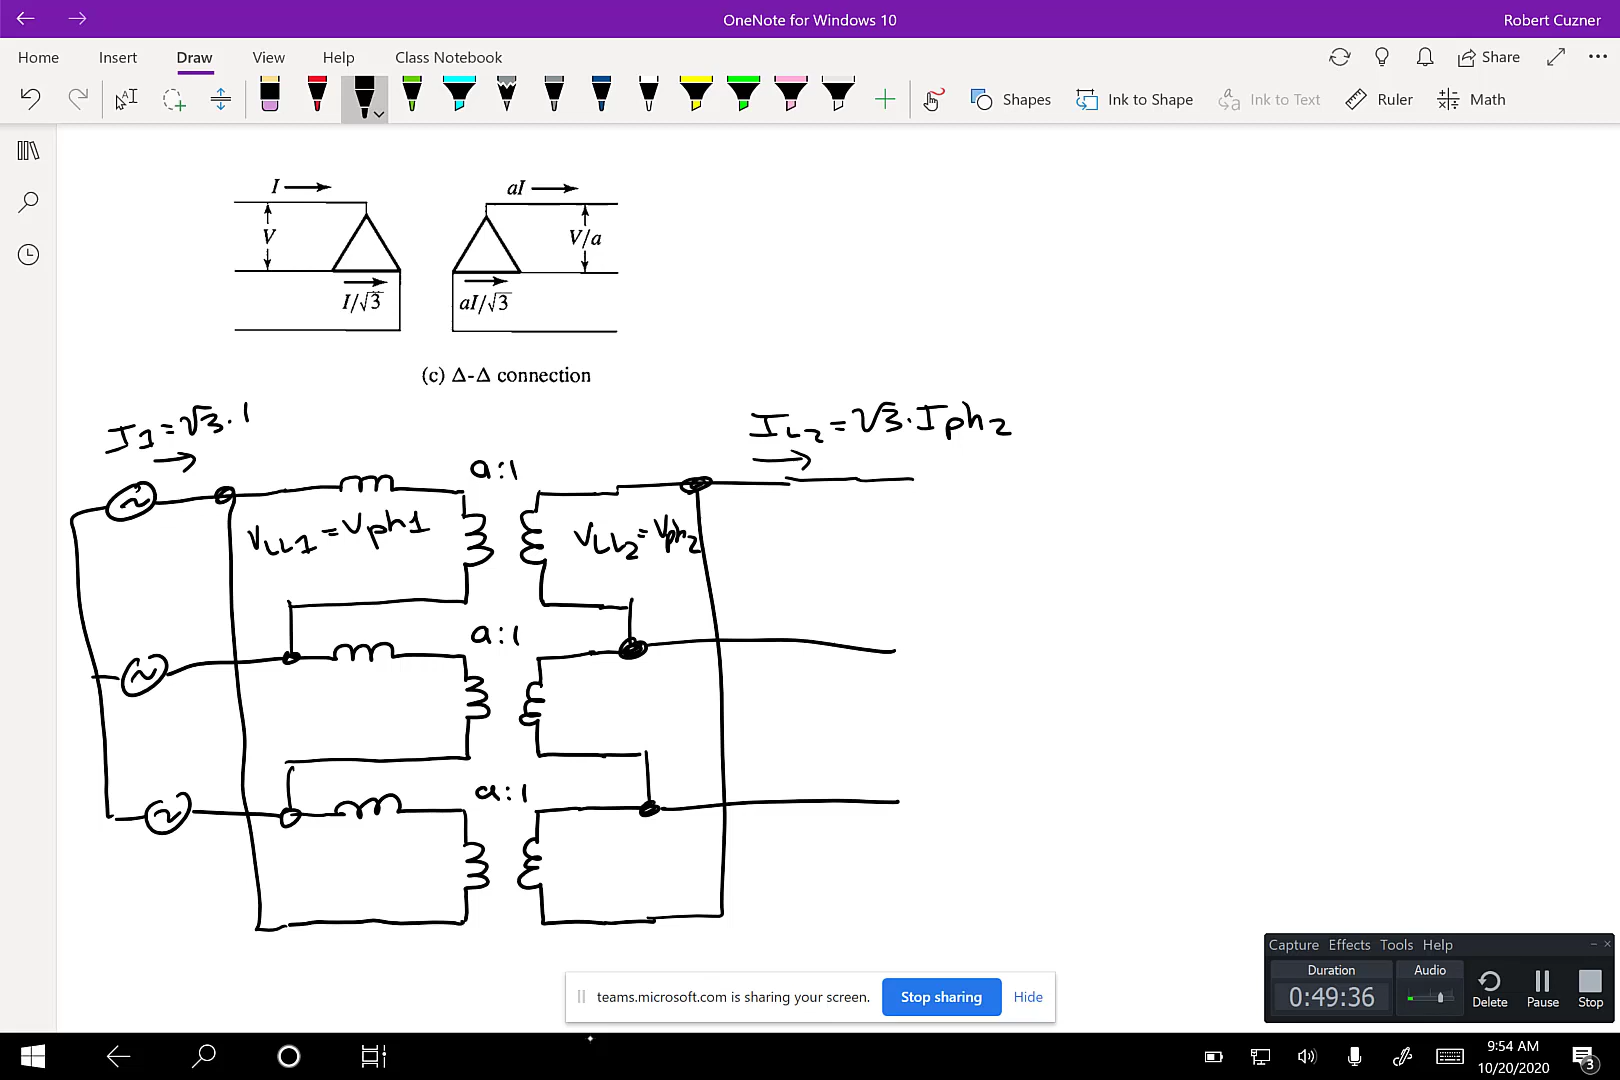 OneNote for Windows 10
Robert Cuzner
Home Insert Draw View Help Class Notebook
Share
Shapes Ink to Shape Ink to Text Ruler Math
I
aI
V
V/a
I/√3
aI/√3
(c) Δ-Δ connection
I1=√3·I
IL2=√3·Iph2
a:1
VLL1=Vph1
VLL2=Vph2
a:1
a:1
Capture Effects Tools Help
Duration
Audio
0:49:36
Delete Pause Stop
teams.microsoft.com is sharing your screen.
Stop sharing
Hide
9:54 AM
10/20/2020
3